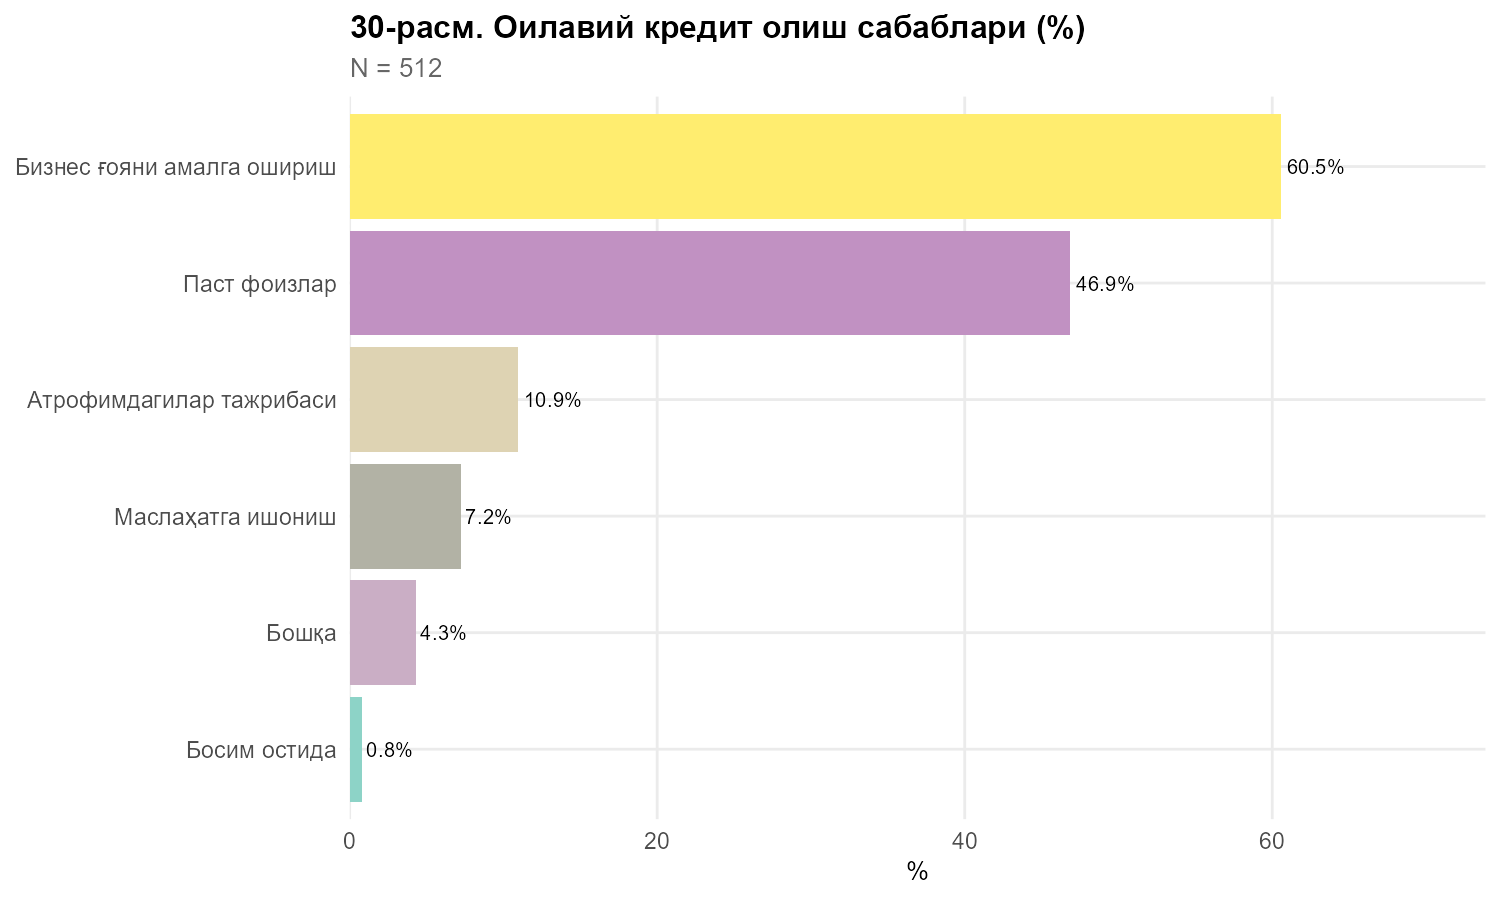 30-расм. Оилавий кредит олиш сабаблари (%)
N = 512
Бизнес ғояни амалга ошириш 60.5%
Паст фоизлар 46.9%
Атрофимдагилар тажрибаси 10.9%
Маслаҳатга ишониш 7.2%
Бошқа 4.3%
Босим остида 0.8%
0 20 40 60
%